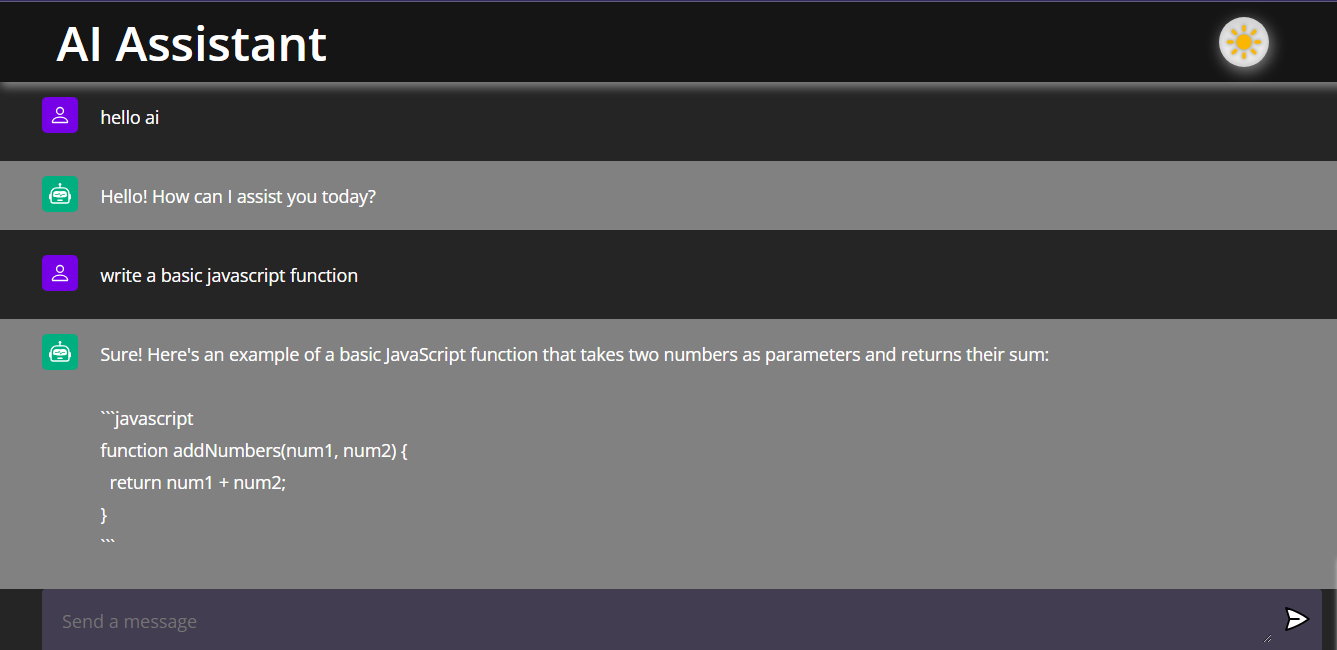 AI Assistant
hello ai
Hello! How can I assist you today?
write a basic javascript function
Sure! Here's an example of a basic JavaScript function that takes two numbers as parameters and returns their sum:
```javascript
function addNumbers(num1, num2) {
  return num1 + num2;
}
```
Send a message